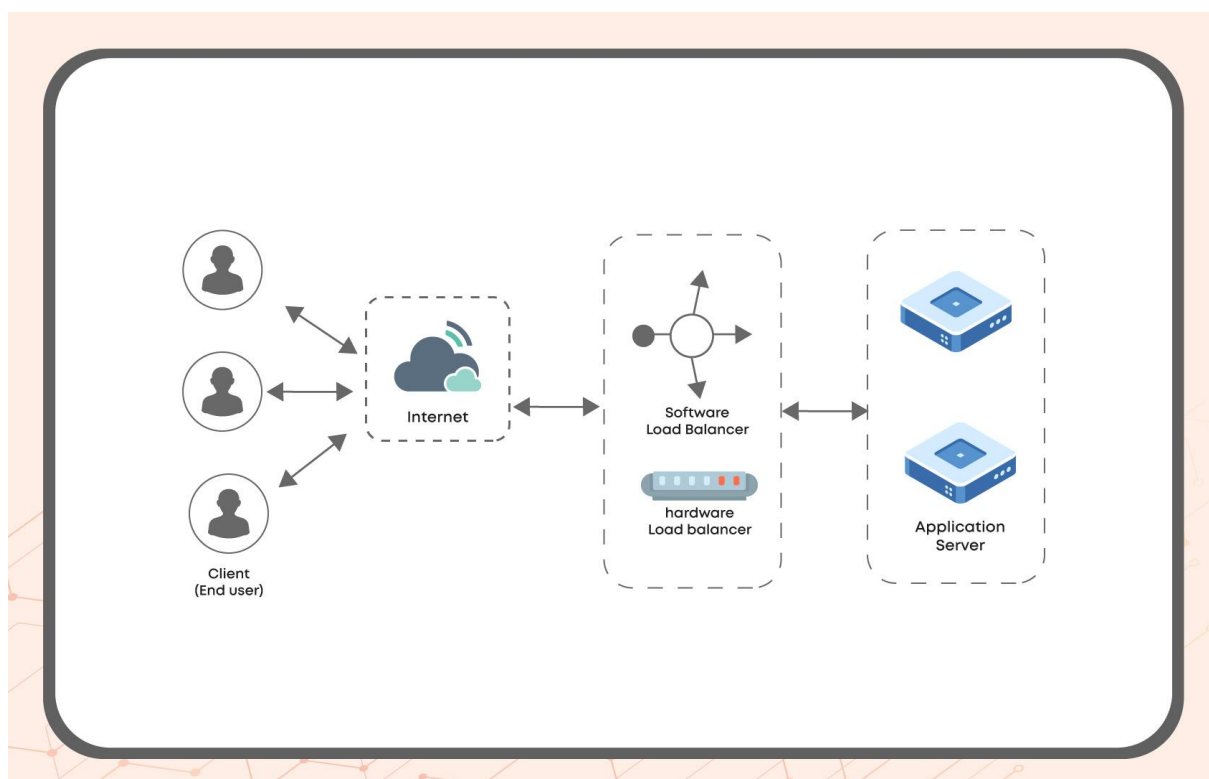 Client
(End user)
Internet
Software
Load Balancer
hardware
Load balancer
Application
Server